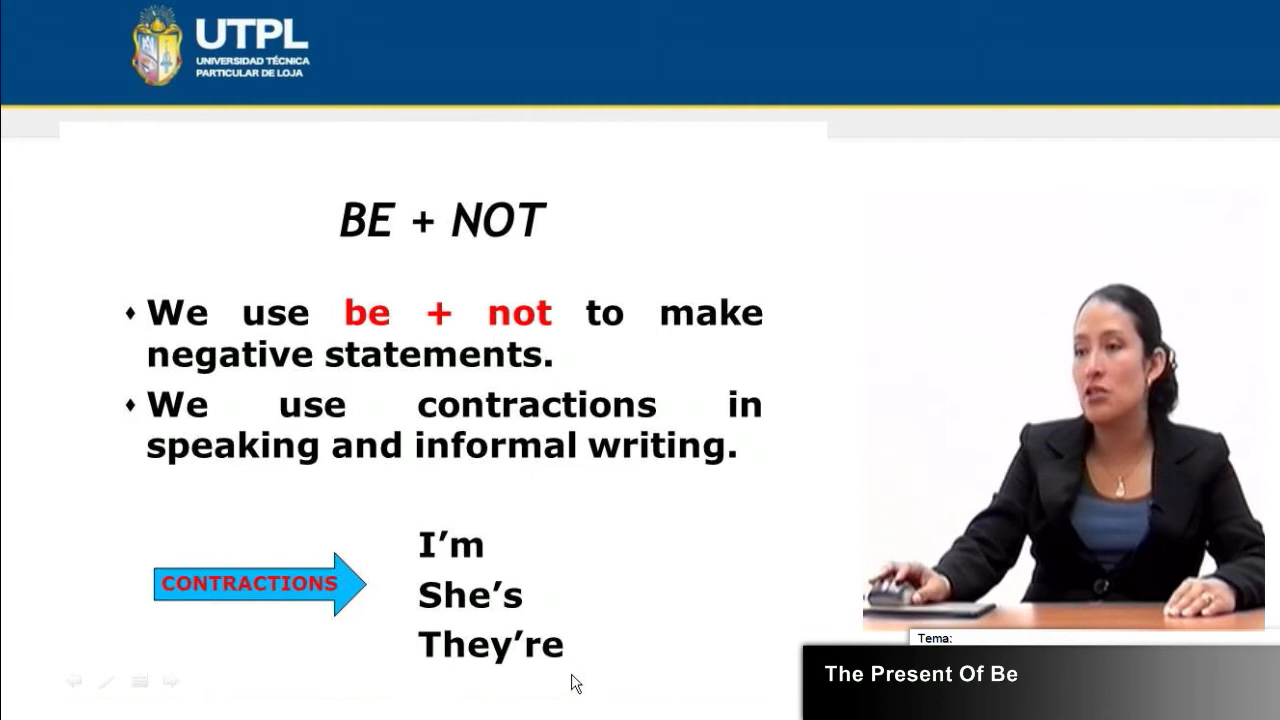 UTPL
UNIVERSIDAD TÉCNICA
PARTICULAR DE LOJA
BE + NOT
We use be + not to make
negative statements.
We use contractions in
speaking and informal writing.
CONTRACTIONS
I’m
She’s
They’re
Tema:
The Present Of Be